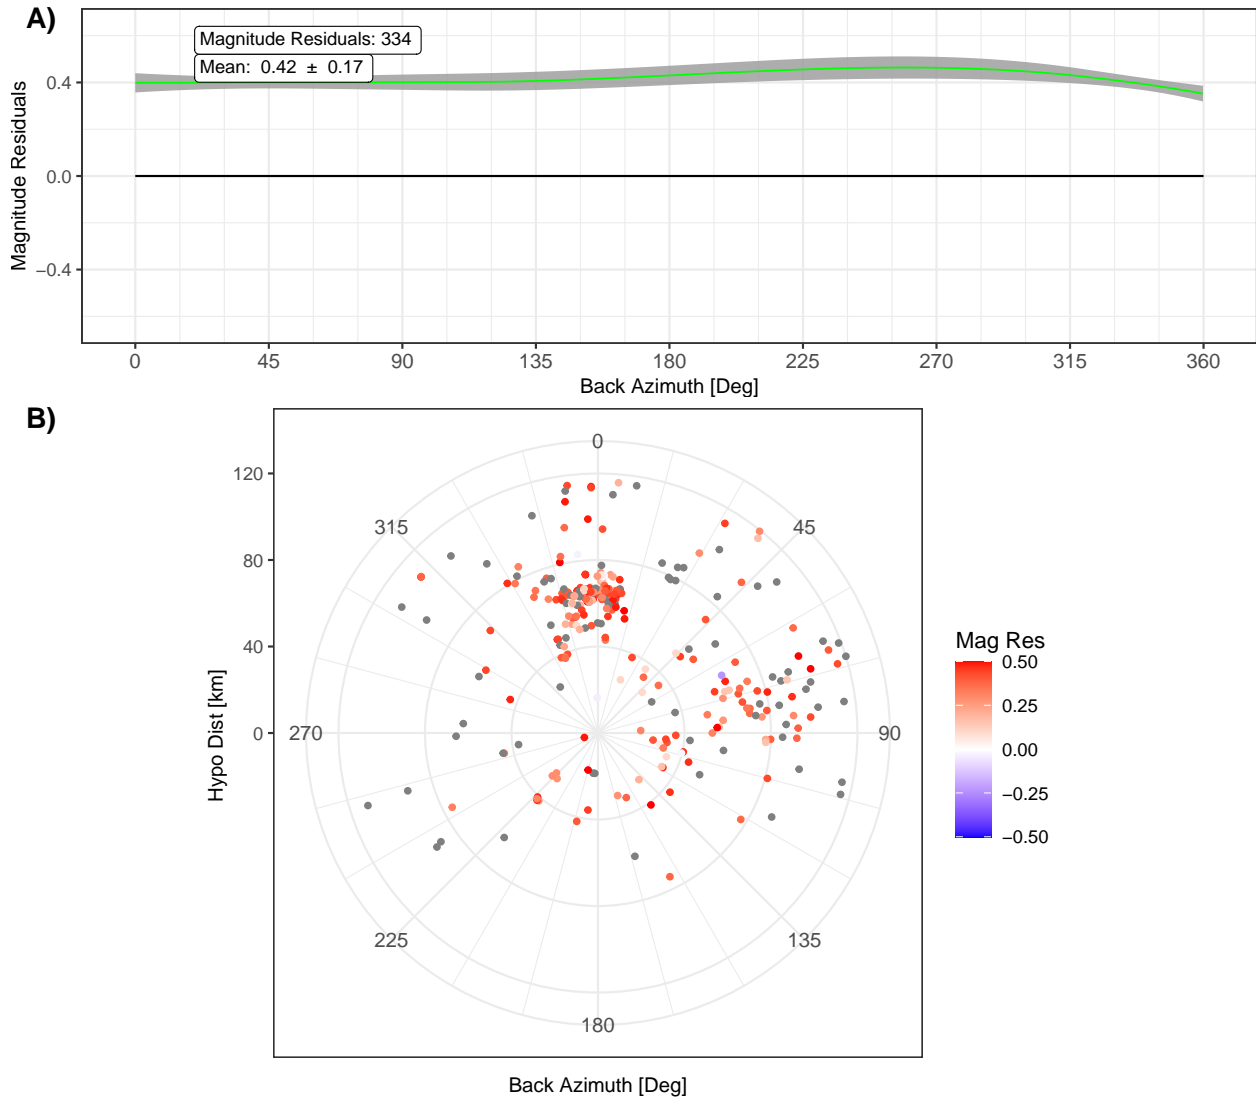 A)
Magnitude Residuals: 334
Mean: 0.42 ± 0.17
Magnitude Residuals
0.4
0.0
−0.4
0 45 90 135 180 225 270 315 360
Back Azimuth [Deg]
B)
Hypo Dist [km]
120
80
40
0
0
45
90
135
180
225
270
315
Back Azimuth [Deg]
Mag Res
0.50
0.25
0.00
−0.25
−0.50